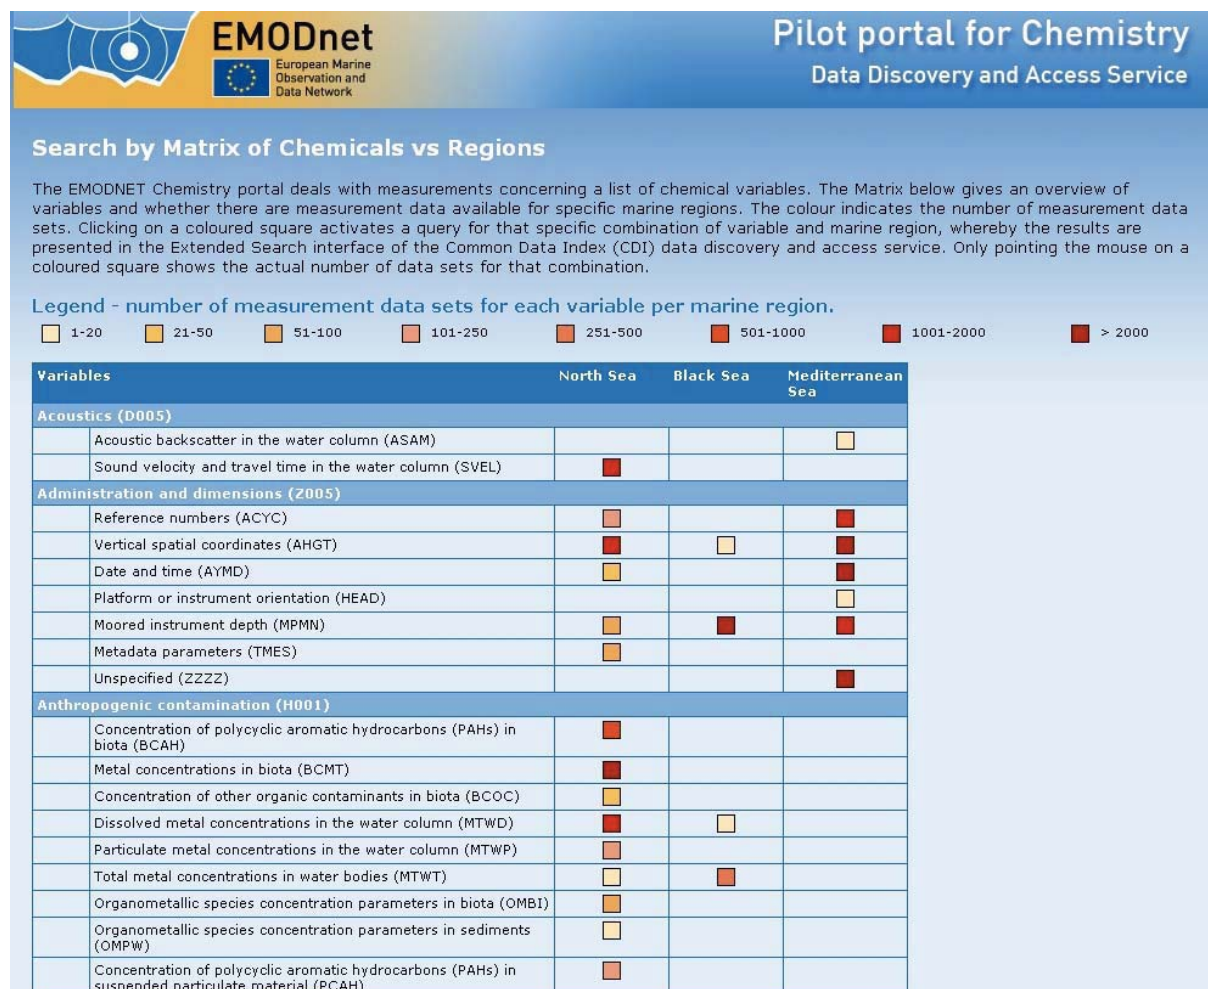 EMODnet
European Marine
Observation and
Data Network
Pilot portal for Chemistry
Data Discovery and Access Service
Search by Matrix of Chemicals vs Regions
The EMODNET Chemistry portal deals with measurements concerning a list of chemical variables. The Matrix below gives an overview of
variables and whether there are measurement data available for specific marine regions. The colour indicates the number of measurement data
sets. Clicking on a coloured square activates a query for that specific combination of variable and marine region, whereby the results are
presented in the Extended Search interface of the Common Data Index (CDI) data discovery and access service. Only pointing the mouse on a
coloured square shows the actual number of data sets for that combination.
Legend - number of measurement data sets for each variable per marine region.
1-20 21-50 51-100 101-250 251-500 501-1000 1001-2000 > 2000
Variables North Sea Black Sea Mediterranean
Sea
Acoustics (D005)
Acoustic backscatter in the water column (ASAM)
Sound velocity and travel time in the water column (SVEL)
Administration and dimensions (Z005)
Reference numbers (ACYC)
Vertical spatial coordinates (AHGT)
Date and time (AYMD)
Platform or instrument orientation (HEAD)
Moored instrument depth (MPMN)
Metadata parameters (TMES)
Unspecified (ZZZZ)
Anthropogenic contamination (H001)
Concentration of polycyclic aromatic hydrocarbons (PAHs) in
biota (BCAH)
Metal concentrations in biota (BCMT)
Concentration of other organic contaminants in biota (BCOC)
Dissolved metal concentrations in the water column (MTWD)
Particulate metal concentrations in the water column (MTWP)
Total metal concentrations in water bodies (MTWT)
Organometallic species concentration parameters in biota (OMBI)
Organometallic species concentration parameters in sediments
(OMPW)
Concentration of polycyclic aromatic hydrocarbons (PAHs) in
suspended particulate material (PCAH)